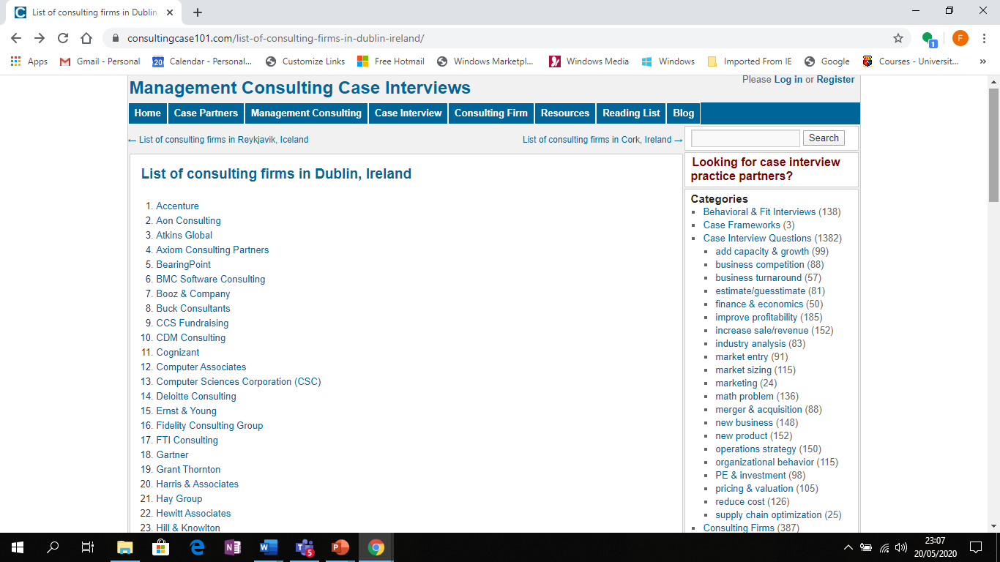 List of consulting firms in Dublin,
consultingcase101.com/list-of-consulting-firms-in-dublin-ireland/
F
1
Apps
Gmail - Personal
20
Calendar - Personal...
Customize Links
Free Hotmail
Windows Marketpl...
Windows Media
Windows
Imported From IE
Google
Courses - Universit...
»
Management Consulting Case Interviews
Please Log in or Register
Home Case Partners Management Consulting Case Interview Consulting Firm Resources Reading List Blog
← List of consulting firms in Reykjavik, Iceland
List of consulting firms in Cork, Ireland →
Search
List of consulting firms in Dublin, Ireland
1. Accenture
2. Aon Consulting
3. Atkins Global
4. Axiom Consulting Partners
5. BearingPoint
6. BMC Software Consulting
7. Booz & Company
8. Buck Consultants
9. CCS Fundraising
10. CDM Consulting
11. Cognizant
12. Computer Associates
13. Computer Sciences Corporation (CSC)
14. Deloitte Consulting
15. Ernst & Young
16. Fidelity Consulting Group
17. FTI Consulting
18. Gartner
19. Grant Thornton
20. Harris & Associates
21. Hay Group
22. Hewitt Associates
23. Hill & Knowlton
Looking for case interview
practice partners?
Categories
Behavioral & Fit Interviews (138)
Case Frameworks (3)
Case Interview Questions (1382)
add capacity & growth (99)
business competition (88)
business turnaround (57)
estimate/guesstimate (81)
finance & economics (50)
improve profitability (185)
increase sale/revenue (152)
industry analysis (83)
market entry (91)
market sizing (115)
marketing (24)
math problem (136)
merger & acquisition (88)
new business (148)
new product (152)
operations strategy (150)
organizational behavior (115)
PE & investment (98)
pricing & valuation (105)
reduce cost (126)
supply chain optimization (25)
Consulting Firms (387)
5
23:07
20/05/2020